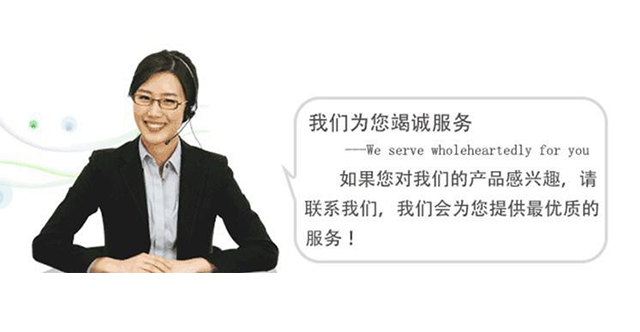 我们为您竭诚服务
———We serve wholeheartedly for you
如果您对我们的产品感兴趣，请
联系我们，我们会为您提供最优质的
服务！